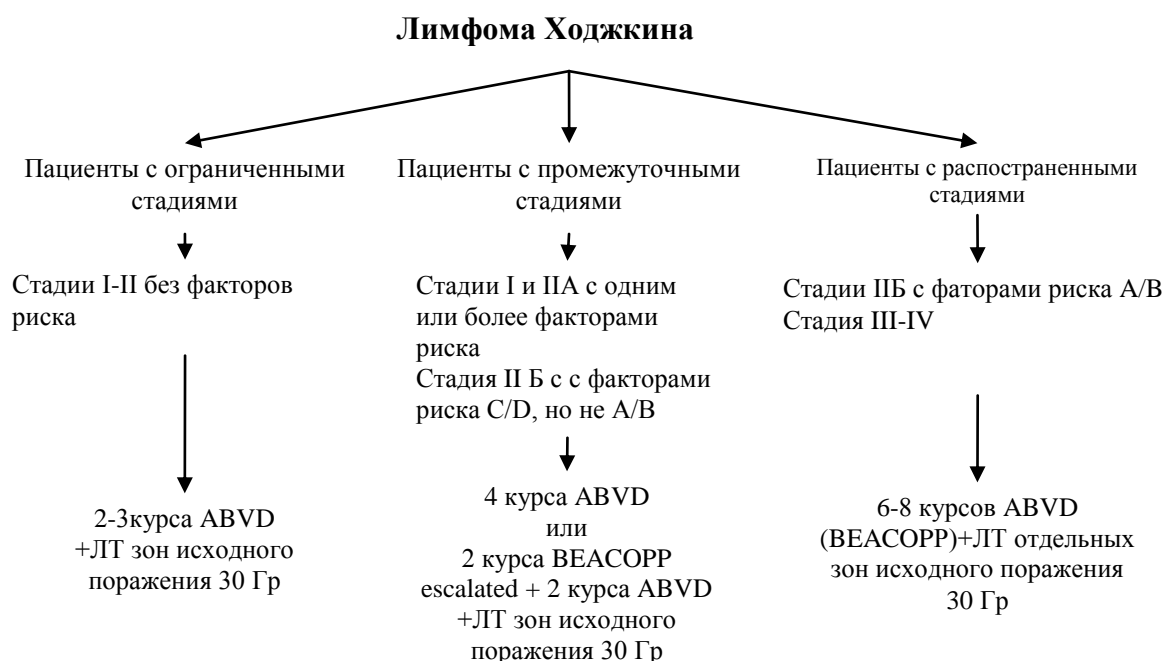 Лимфома Ходжкина
Пациенты с ограниченными
стадиями
Стадии I-II без факторов
риска
2-3курса ABVD
+ЛТ зон исходного
поражения 30 Гр
Пациенты с промежуточными
стадиями
Стадии I и IIА с одним
или более факторами
риска
Стадия II Б с с факторами
риска C/D, но не A/B
4 курса ABVD
или
2 курса BEACOPP
escalated + 2 курса ABVD
+ЛТ зон исходного
поражения 30 Гр
Пациенты с распостраненными
стадиями
Стадии IIБ с фаторами риска A/B
Стадия III-IV
6-8 курсов ABVD
(BEACOPP)+ЛТ отдельных
зон исходного поражения
30 Гр